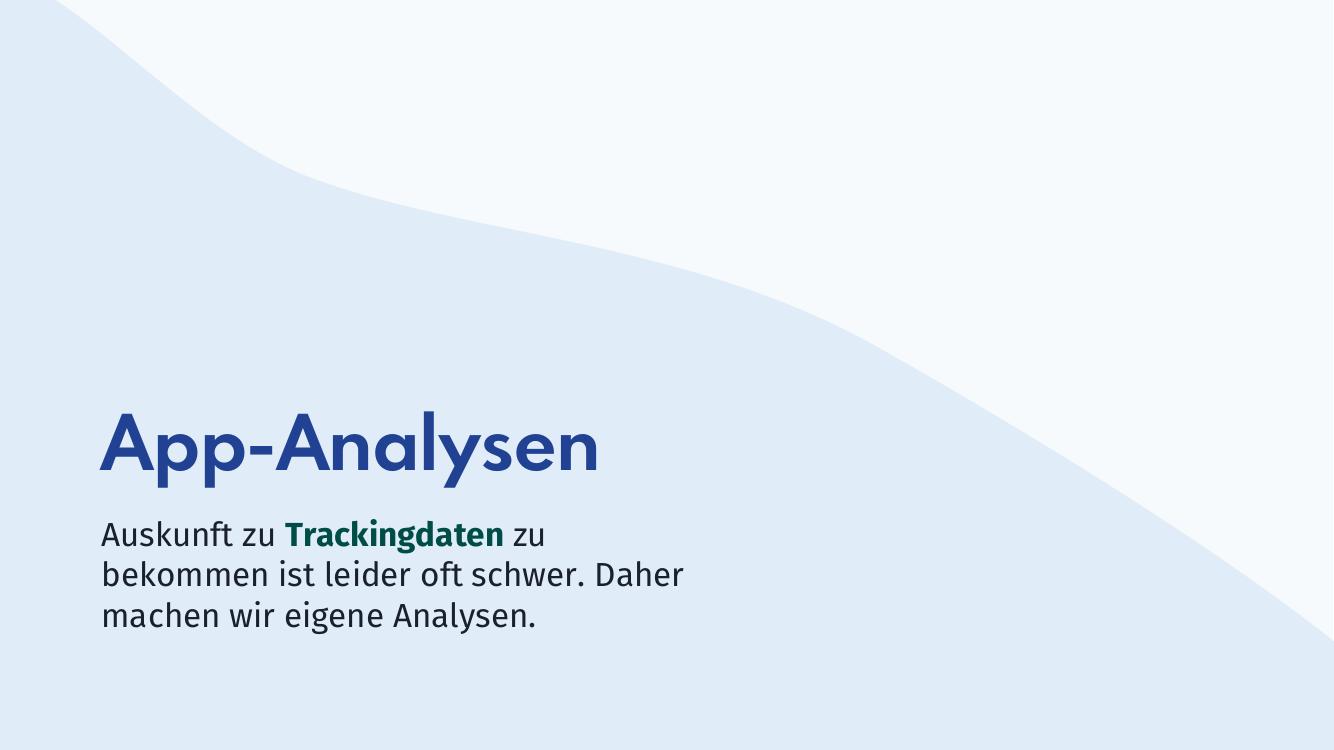 App-Analysen
Auskunft zu Trackingdaten zu
bekommen ist leider oft schwer. Daher
machen wir eigene Analysen.